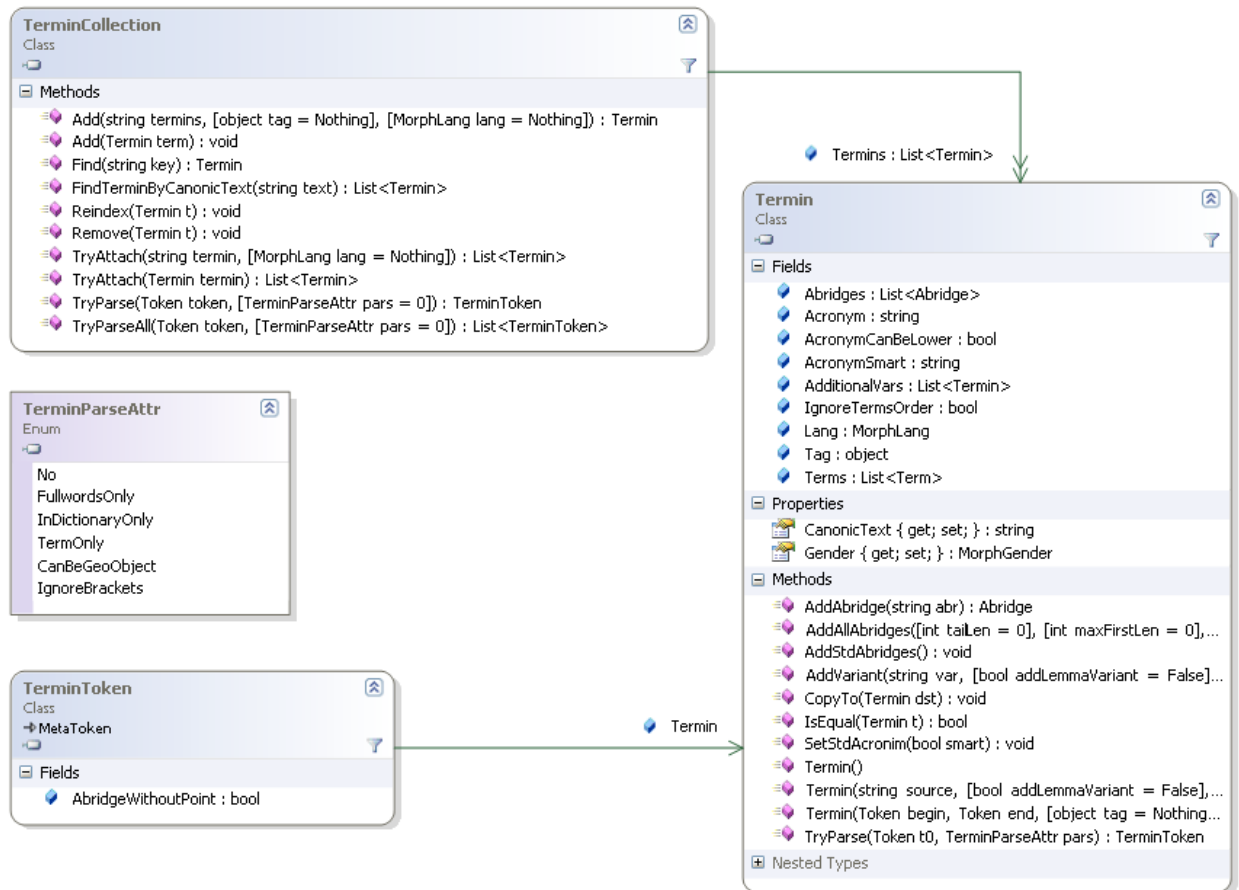 TerminCollection
Class
Methods
Add(string termins, [object tag = Nothing], [MorphLang lang = Nothing]) : Termin
Add(Termin term) : void
Find(string key) : Termin
FindTerminByCanonicText(string text) : List<Termin>
Reindex(Termin t) : void
Remove(Termin t) : void
TryAttach(string termin, [MorphLang lang = Nothing]) : List<Termin>
TryAttach(Termin termin) : List<Termin>
TryParse(Token token, [TerminParseAttr pars = 0]) : TerminToken
TryParseAll(Token token, [TerminParseAttr pars = 0]) : List<TerminToken>
Termins : List<Termin>
TerminParseAttr
Enum
No
FullwordsOnly
InDictionaryOnly
TermOnly
CanBeGeoObject
IgnoreBrackets
TerminToken
Class
MetaToken
Fields
AbridgeWithoutPoint : bool
Termin
Termin
Class
Fields
Abridges : List<Abridge>
Acronym : string
AcronymCanBeLower : bool
AcronymSmart : string
AdditionalVars : List<Termin>
IgnoreTermsOrder : bool
Lang : MorphLang
Tag : object
Terms : List<Term>
Properties
CanonicText { get; set; } : string
Gender { get; set; } : MorphGender
Methods
AddAbridge(string abr) : Abridge
AddAllAbridges([int tailLen = 0], [int maxFirstLen = 0],...
AddStdAbridges() : void
AddVariant(string var, [bool addLemmaVariant = False]...
CopyTo(Termin dst) : void
IsEqual(Termin t) : bool
SetStdAcronim(bool smart) : void
Termin()
Termin(string source, [bool addLemmaVariant = False],...
Termin(Token begin, Token end, [object tag = Nothing...
TryParse(Token t0, TerminParseAttr pars) : TerminToken
Nested Types